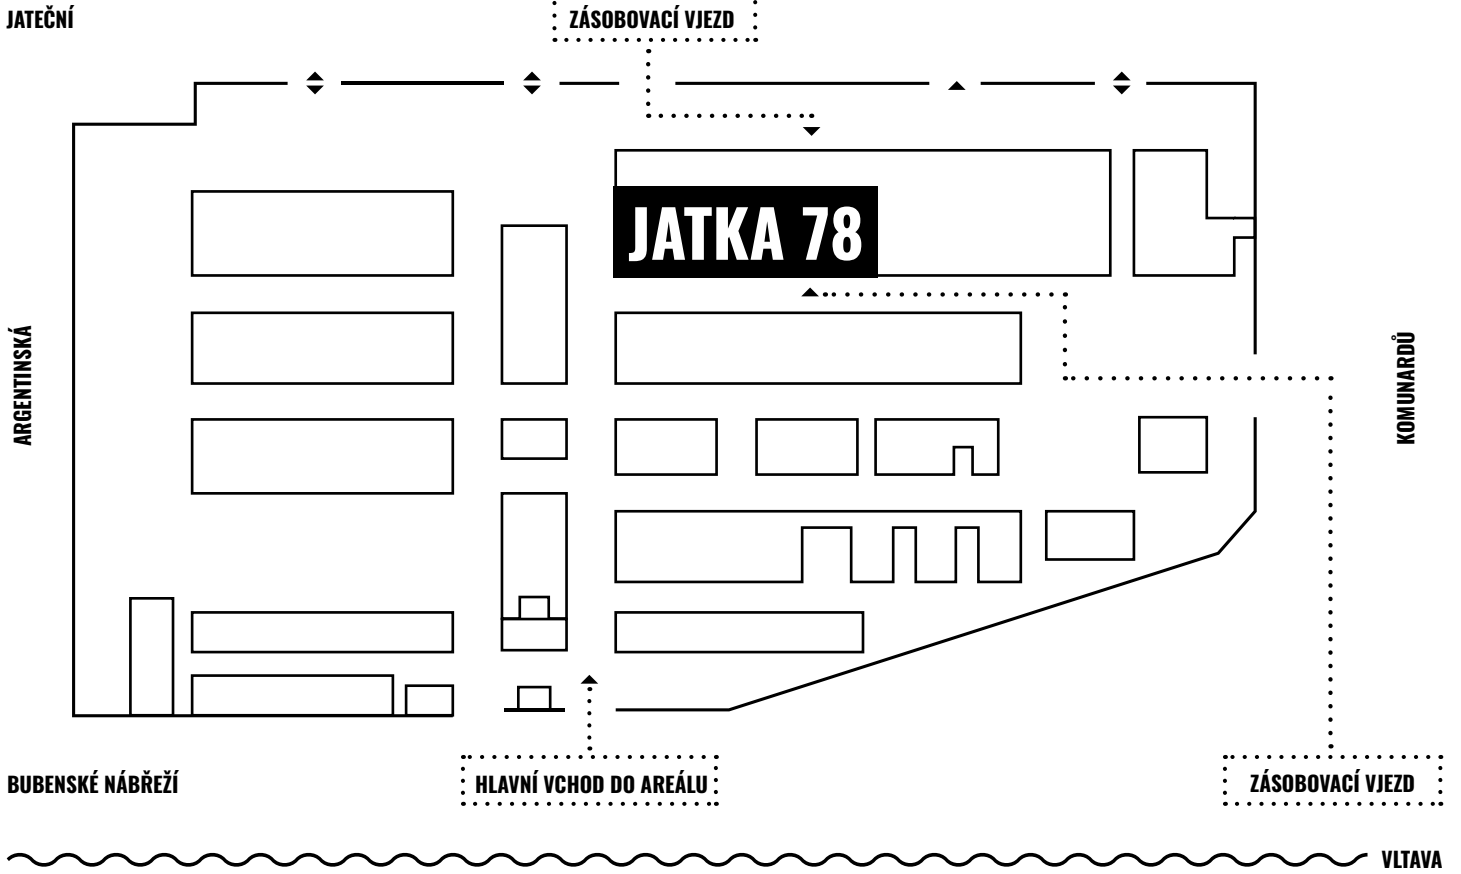 JATEČNÍ
ZÁSOBOVACÍ VJEZD
JATKA 78
ARGENTINSKÁ
KOMUNARDŮ
BUBENSKÉ NÁBŘEŽÍ
HLAVNÍ VCHOD DO AREÁLU
ZÁSOBOVACÍ VJEZD
VLTAVA